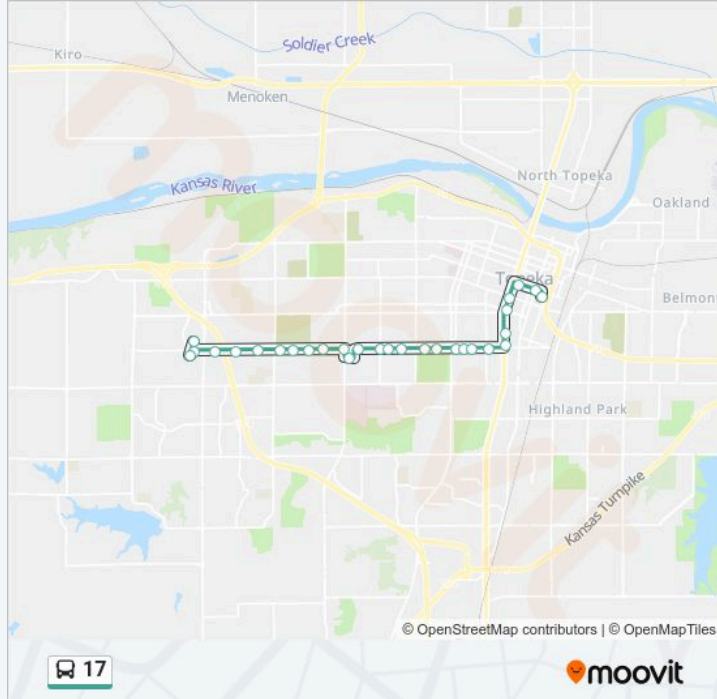 Soldier Creek
Kiro
Menoken
Kansas River
North Topeka
Oakland
Topeka
Belmont
Highland Park
Kansas Turnpike
© OpenStreetMap contributors | © OpenMapTiles
17
moovit
moovit